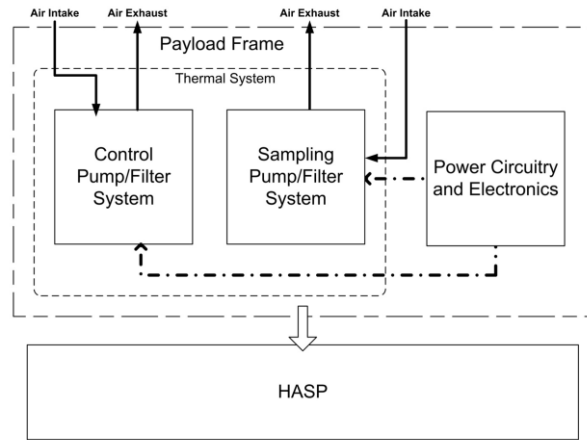 Air Intake
Air Exhaust
Air Exhaust
Air Intake
Payload Frame
Thermal System
Control
Pump/Filter
System
Sampling
Pump/Filter
System
Power Circuitry
and Electronics
HASP